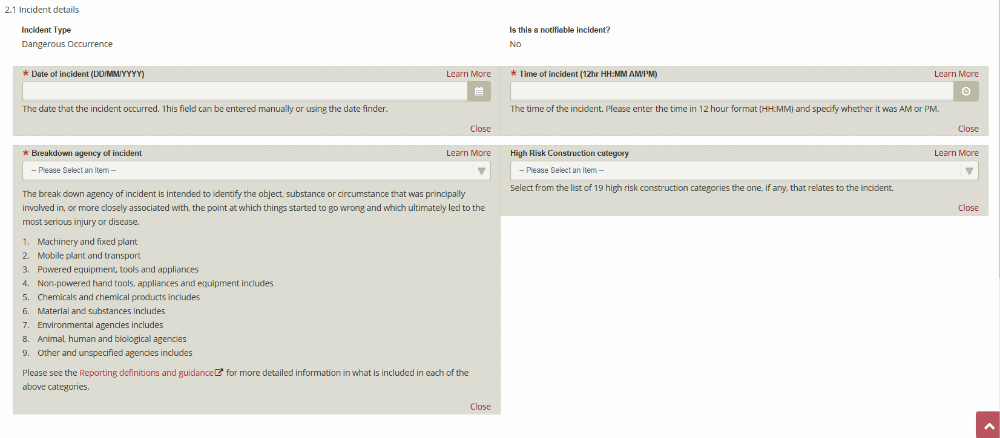 2.1 Incident details
Incident Type
Dangerous Occurrence
Is this a notifiable incident?
No
* Date of incident (DD/MM/YYYY)
Learn More
The date that the incident occurred. This field can be entered manually or using the date finder.
Close
* Time of incident (12hr HH:MM AM/PM)
Learn More
The time of the incident. Please enter the time in 12 hour format (HH:MM) and specify whether it was AM or PM.
Close
* Breakdown agency of incident
Learn More
-- Please Select an Item --
The break down agency of incident is intended to identify the object, substance or circumstance that was principally
involved in, or more closely associated with, the point at which things started to go wrong and which ultimately led to the
most serious injury or disease.
1. Machinery and fixed plant
2. Mobile plant and transport
3. Powered equipment, tools and appliances
4. Non-powered hand tools, appliances and equipment includes
5. Chemicals and chemical products includes
6. Material and substances includes
7. Environmental agencies includes
8. Animal, human and biological agencies
9. Other and unspecified agencies includes
Please see the Reporting definitions and guidance for more detailed information in what is included in each of the
above categories.
Close
High Risk Construction category
Learn More
-- Please Select an Item --
Select from the list of 19 high risk construction categories the one, if any, that relates to the incident.
Close